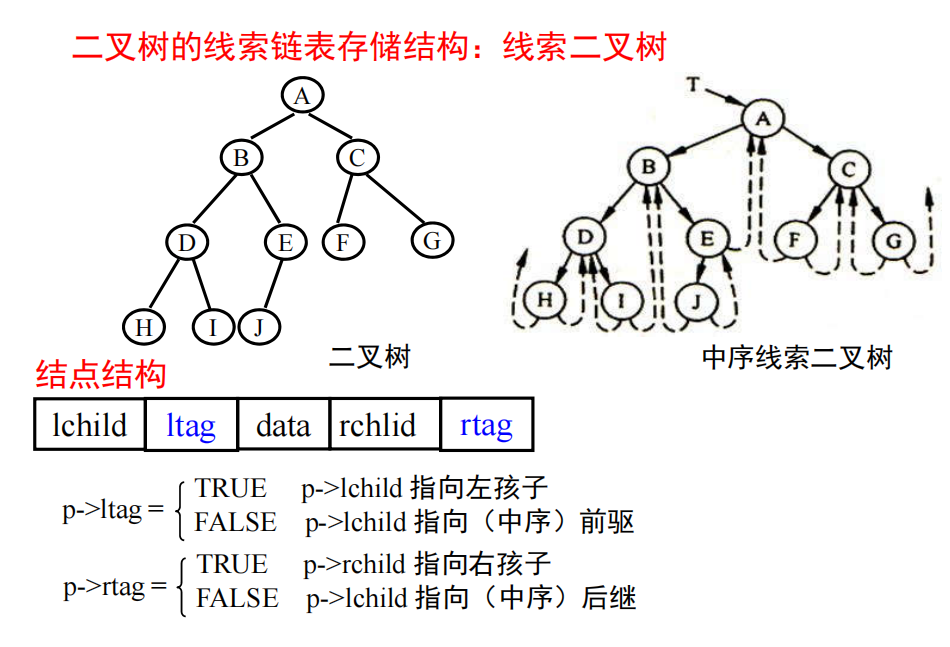 二叉树的线索链表存储结构：线索二叉树
A
B C
D E F G
H I J
二叉树
T
A
B C
D E F G
H I J
中序线索二叉树
结点结构
lchild ltag data rchlid rtag
p->ltag =
TRUE p->lchild 指向左孩子
FALSE p->lchild 指向（中序）前驱
p->rtag =
TRUE p->rchild 指向右孩子
FALSE p->lchild 指向（中序）后继